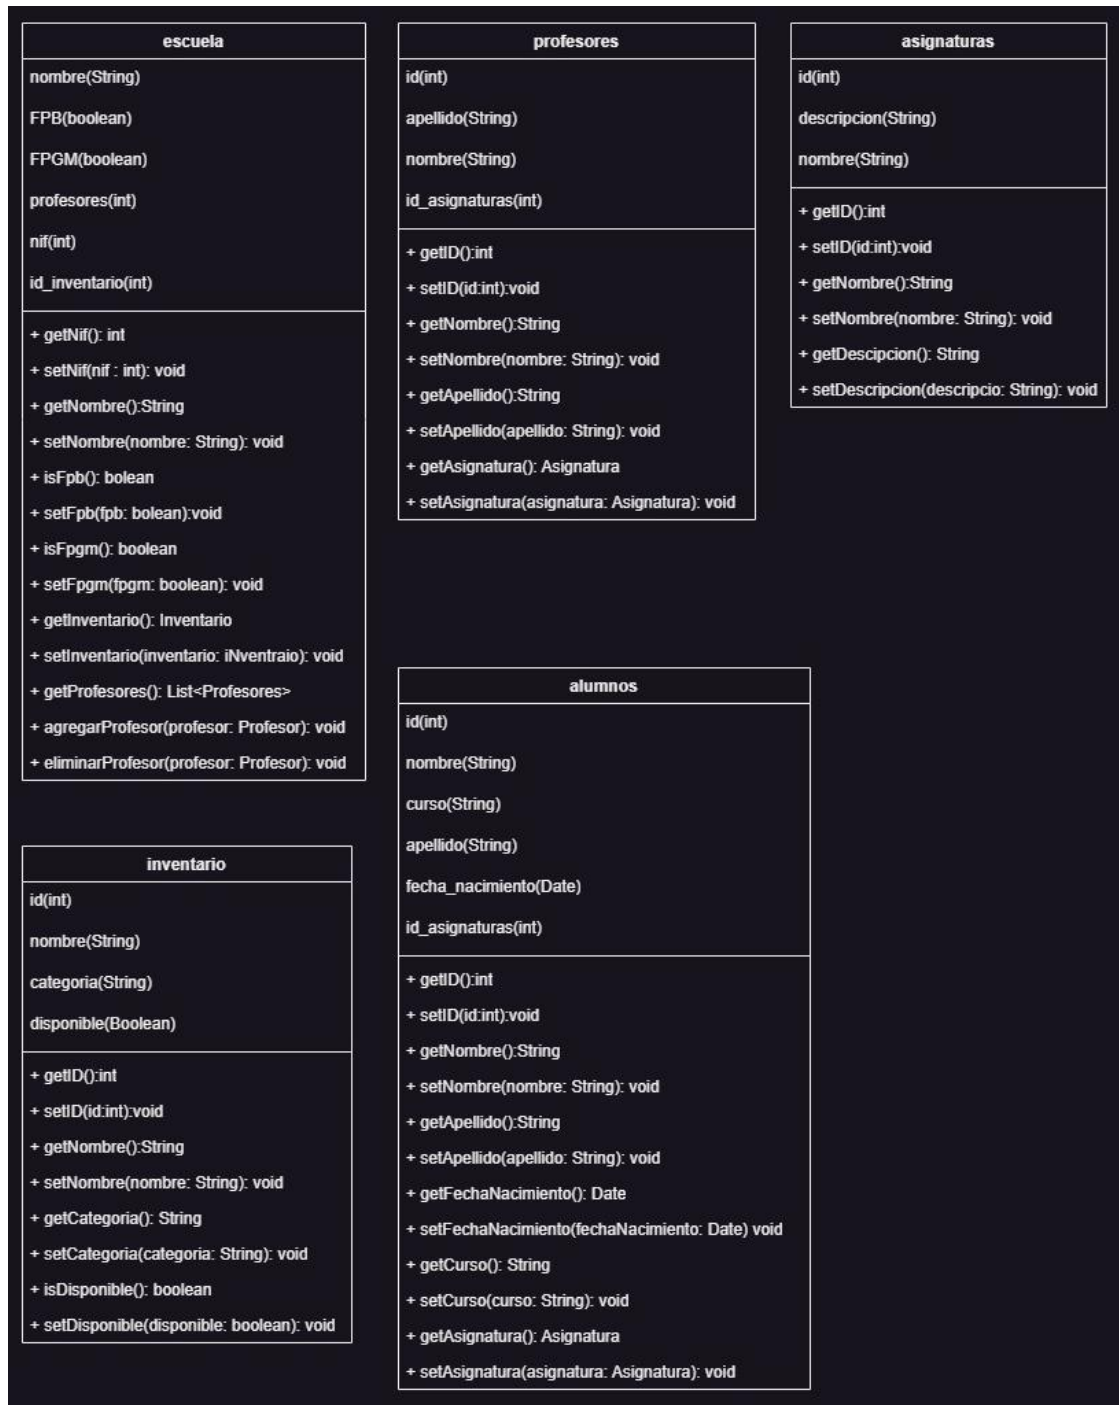 escuela
nombre(String)
FPB(boolean)
FPGM(boolean)
profesores(int)
nif(int)
id_inventario(int)
+ getNif(): int
+ setNif(nif : int): void
+ getNombre():String
+ setNombre(nombre: String): void
+ isFpb(): bolean
+ setFpb(fpb: bolean):void
+ isFpgm(): boolean
+ setFpgm(fpgm: boolean): void
+ getInventario(): Inventario
+ setInventario(inventario: iNventraio): void
+ getProfesores(): List<Profesores>
+ agregarProfesor(profesor: Profesor): void
+ eliminarProfesor(profesor: Profesor): void
profesores
id(int)
apellido(String)
nombre(String)
id_asignaturas(int)
+ getID():int
+ setID(id:int):void
+ getNombre():String
+ setNombre(nombre: String): void
+ getApellido():String
+ setApellido(apellido: String): void
+ getAsignatura(): Asignatura
+ setAsignatura(asignatura: Asignatura): void
asignaturas
id(int)
descripcion(String)
nombre(String)
+ getID():int
+ setID(id:int):void
+ getNombre():String
+ setNombre(nombre: String): void
+ getDescipcion(): String
+ setDescripcion(descripcio: String): void
inventario
id(int)
nombre(String)
categoria(String)
disponible(Boolean)
+ getID():int
+ setID(id:int):void
+ getNombre():String
+ setNombre(nombre: String): void
+ getCategoria(): String
+ setCategoria(categoria: String): void
+ isDisponible(): boolean
+ setDisponible(disponible: boolean): void
alumnos
id(int)
nombre(String)
curso(String)
apellido(String)
fecha_nacimiento(Date)
id_asignaturas(int)
+ getID():int
+ setID(id:int):void
+ getNombre():String
+ setNombre(nombre: String): void
+ getApellido():String
+ setApellido(apellido: String): void
+ getFechaNacimiento(): Date
+ setFechaNacimiento(fechaNacimiento: Date) void
+ getCurso(): String
+ setCurso(curso: String): void
+ getAsignatura(): Asignatura
+ setAsignatura(asignatura: Asignatura): void